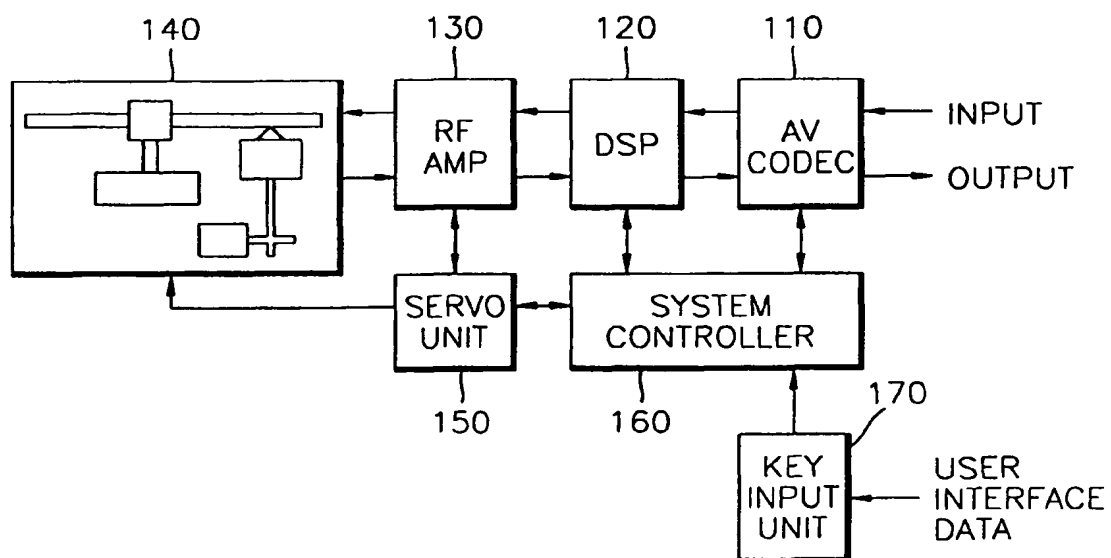 140
130
120
110
RF
AMP
DSP
AV
CODEC
INPUT
OUTPUT
SERVO
UNIT
SYSTEM
CONTROLLER
150
160
170
KEY
INPUT
UNIT
USER
INTERFACE
DATA